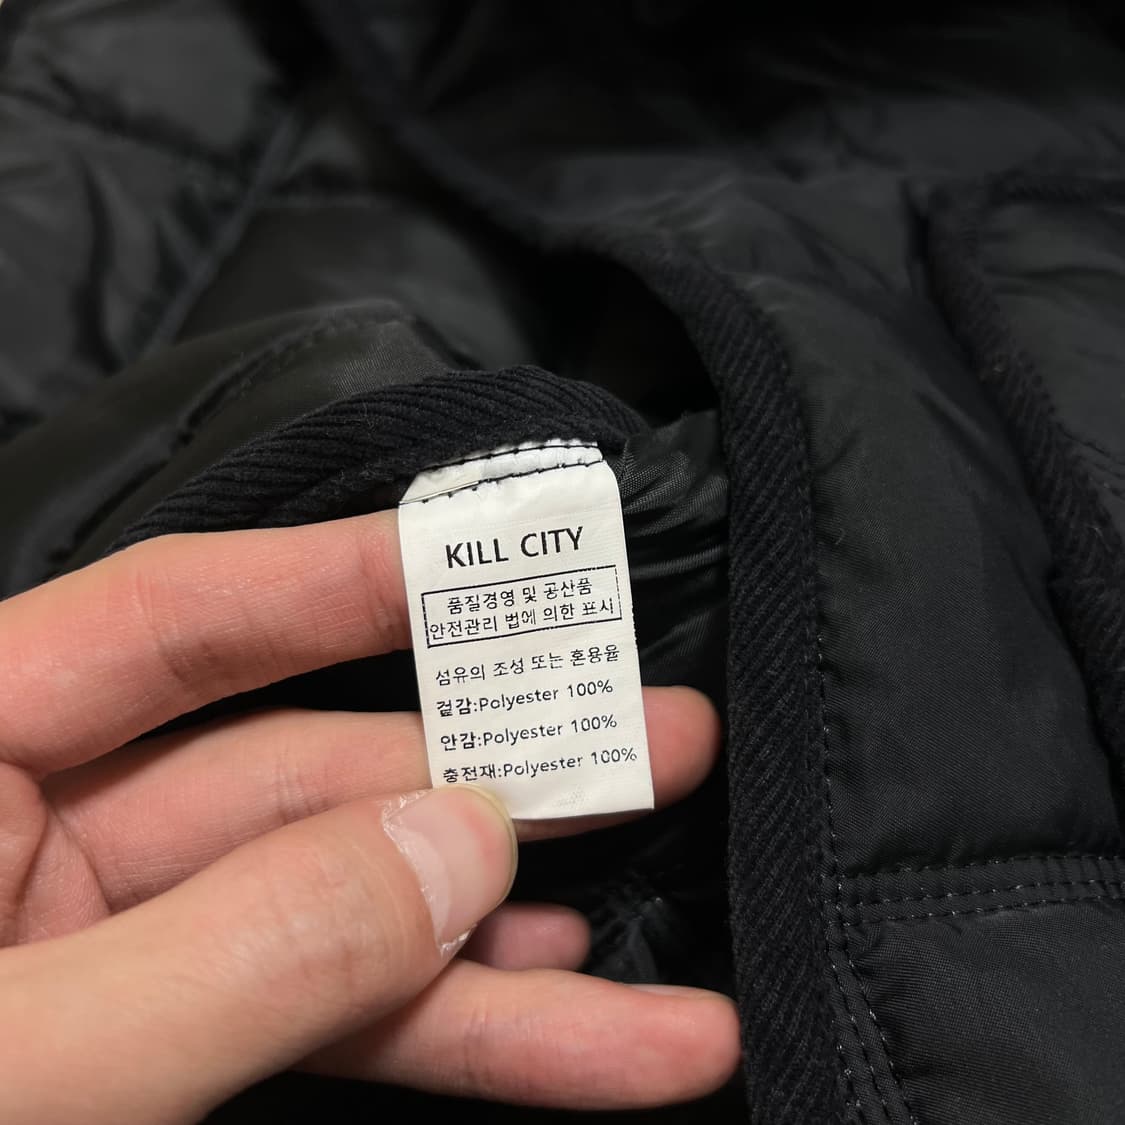 KILL CITY
품질경영 및 공산품
안전관리 법에 의한 표시
섬유의 조성 또는 혼용율
겉감:Polyester 100%
안감:Polyester 100%
충전재:Polyester 100%